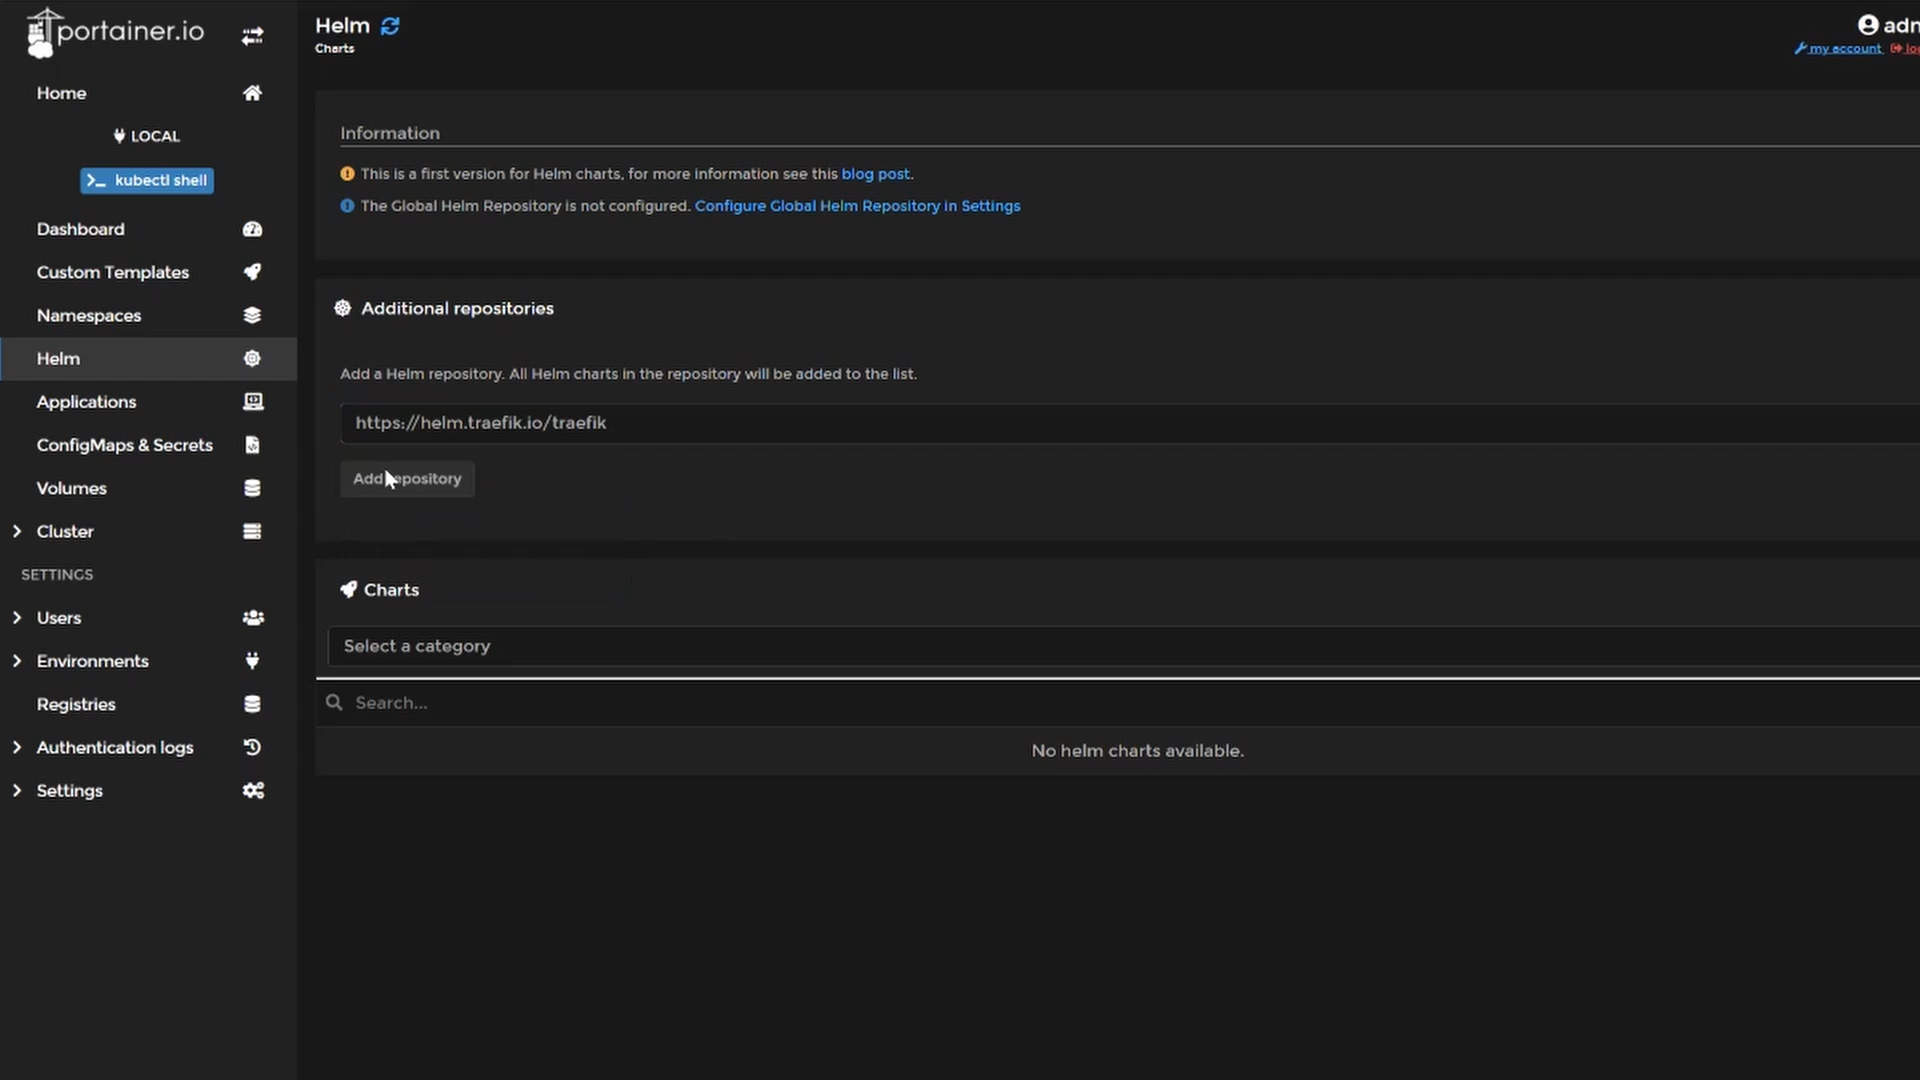 portainer.io
Home
LOCAL
kubectl shell
Dashboard
Custom Templates
Namespaces
Helm
Applications
ConfigMaps & Secrets
Volumes
Cluster
SETTINGS
Users
Environments
Registries
Authentication logs
Settings
Helm
Charts
adm
my account lo
Information
This is a first version for Helm charts, for more information see this blog post.
The Global Helm Repository is not configured. Configure Global Helm Repository in Settings
Additional repositories
Add a Helm repository. All Helm charts in the repository will be added to the list.
https://helm.traefik.io/traefik
Add repository
Charts
Select a category
Search...
No helm charts available.